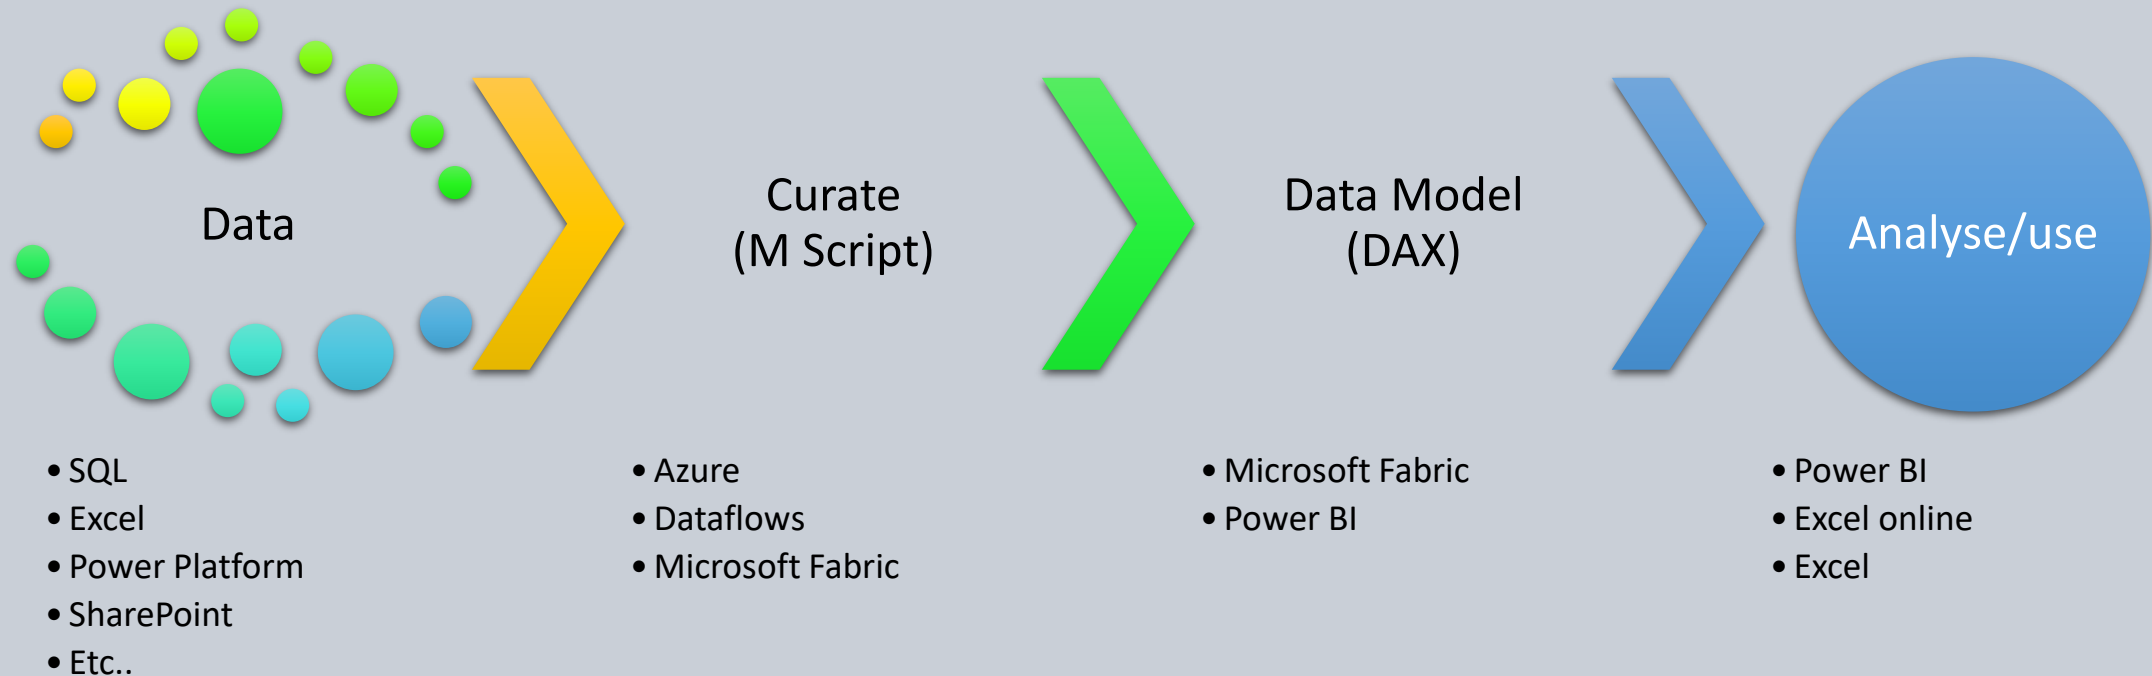 Data
Curate
(M Script)
Data Model
(DAX)
Analyse/use
• SQL
• Excel
• Power Platform
• SharePoint
• Etc..
• Azure
• Dataflows
• Microsoft Fabric
• Microsoft Fabric
• Power BI
• Power BI
• Excel online
• Excel